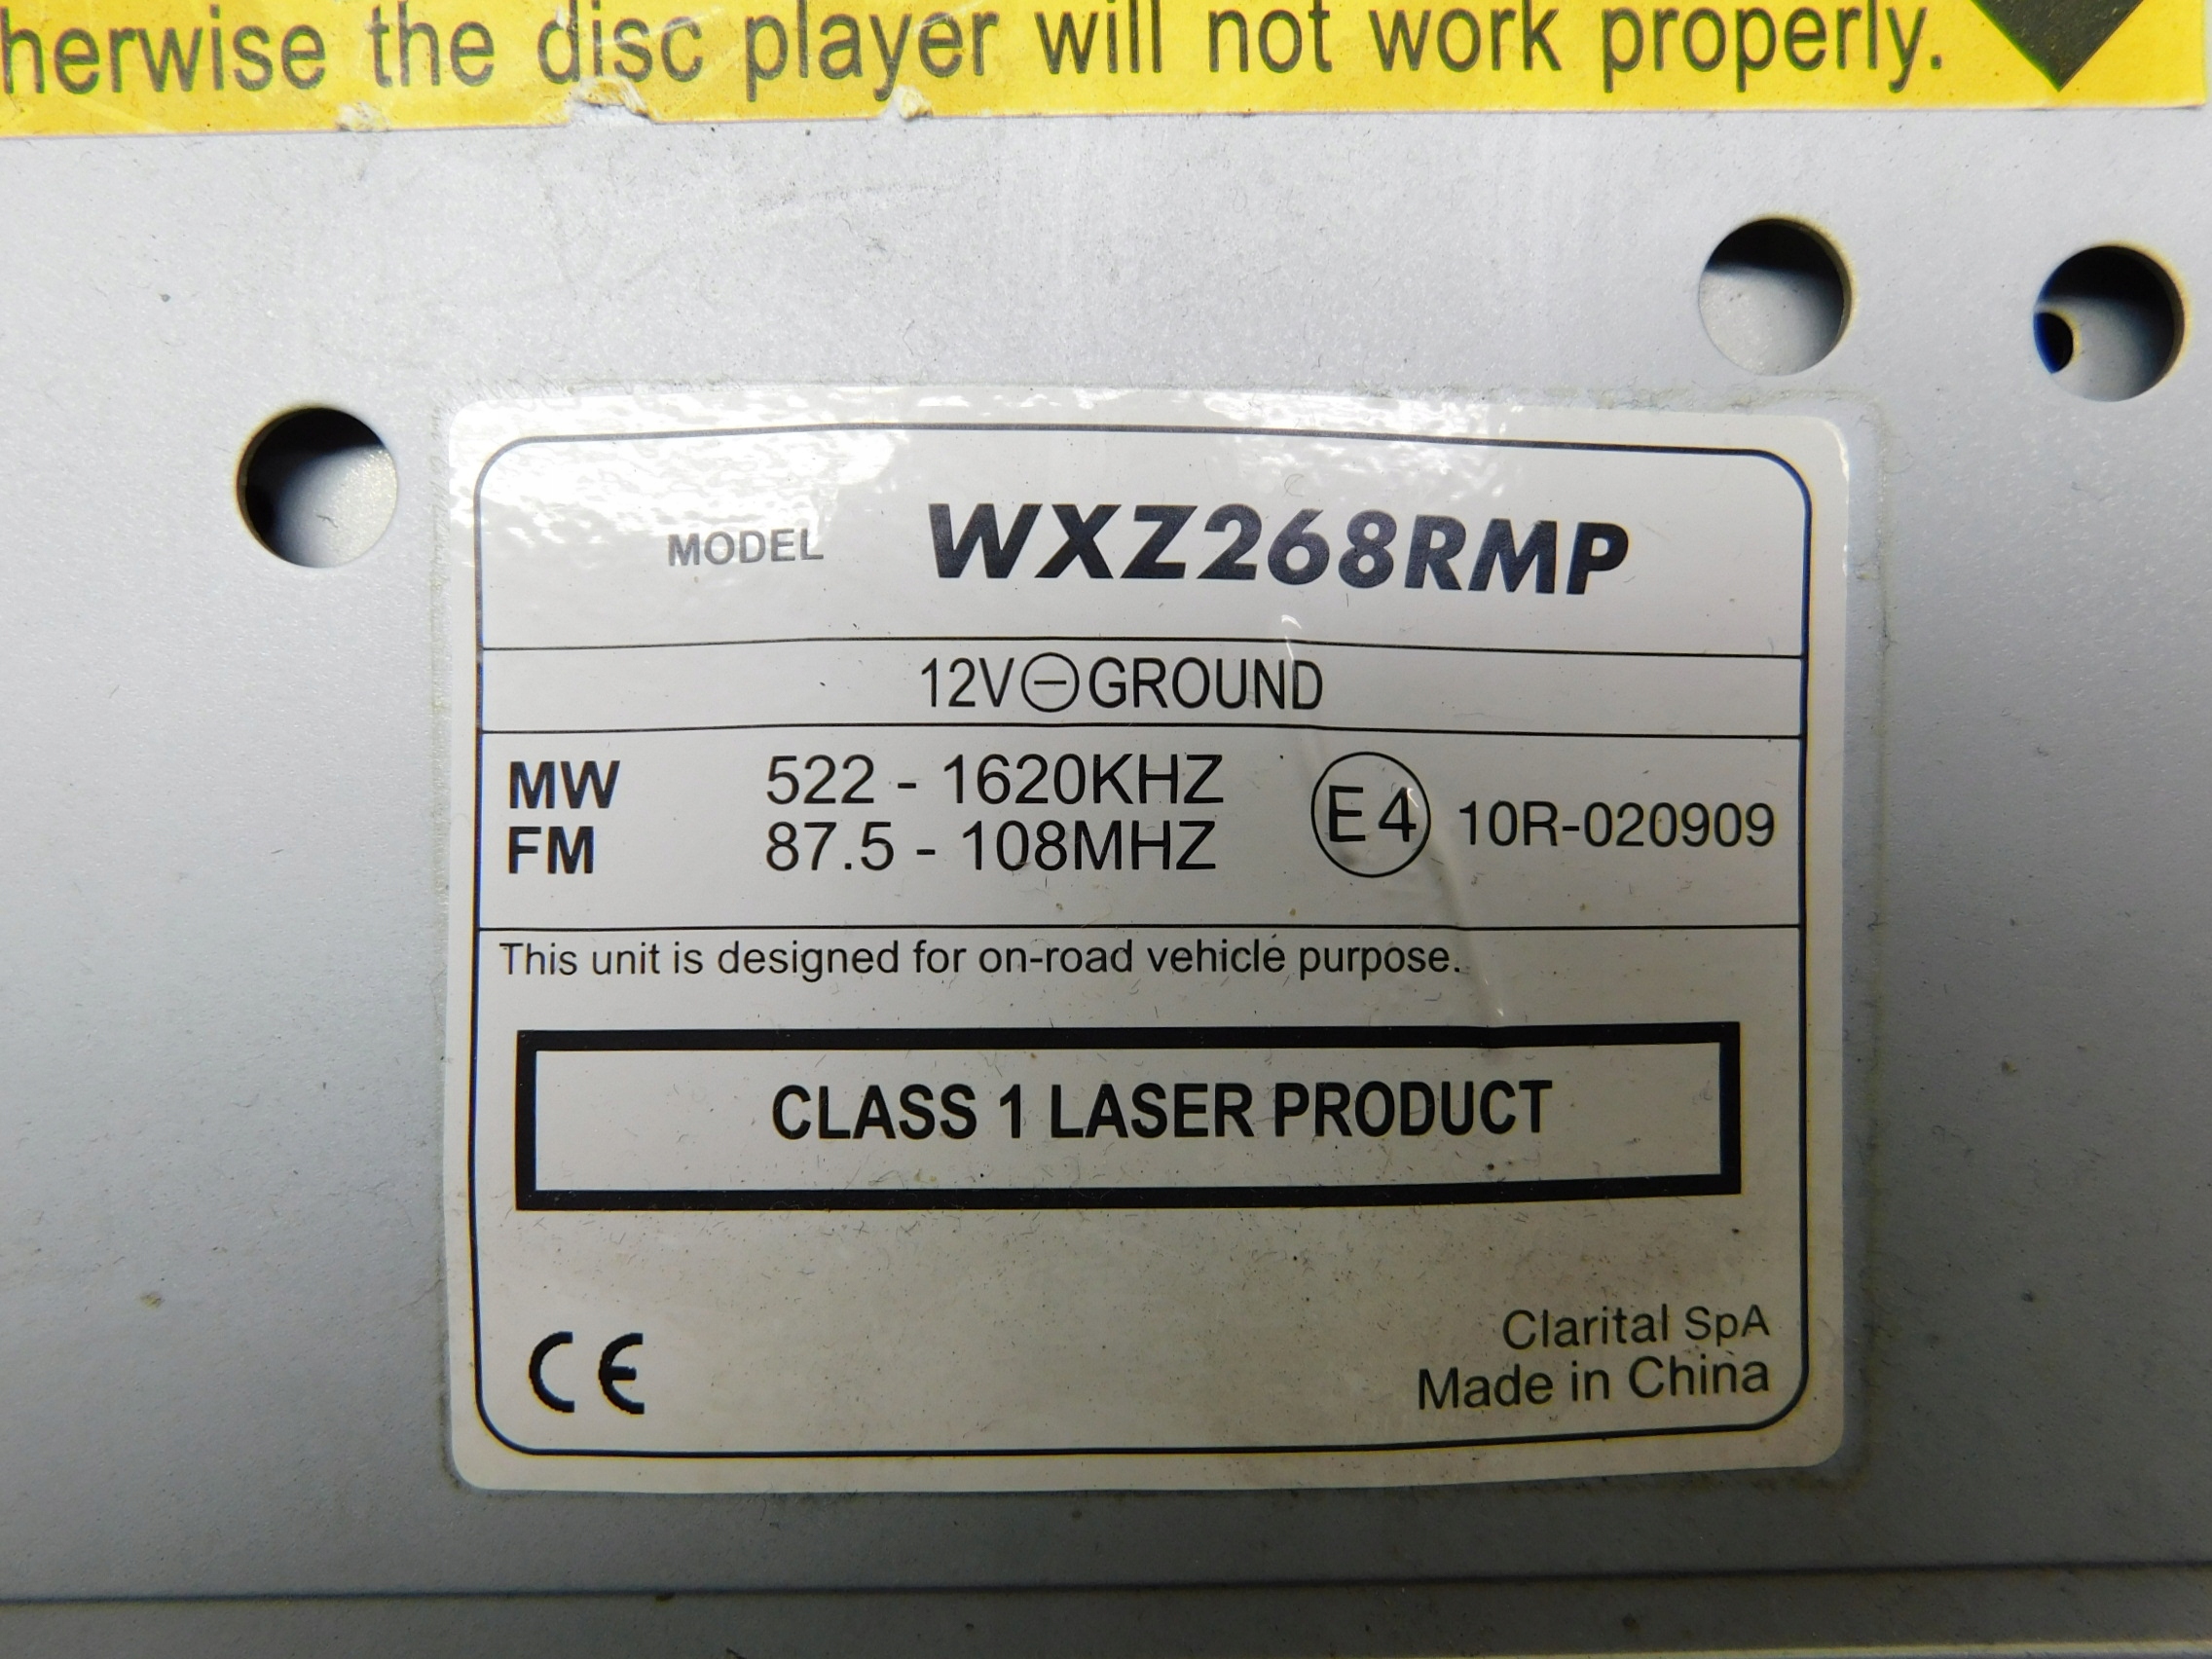 herwise the disc player will not work properly.
MODEL WXZ268RMP
12V⊖GROUND
MW 522 - 1620KHZ
FM 87.5 - 108MHZ
E4 10R-020909
This unit is designed for on-road vehicle purpose.
CLASS 1 LASER PRODUCT
CE
Clarital SpA
Made in China